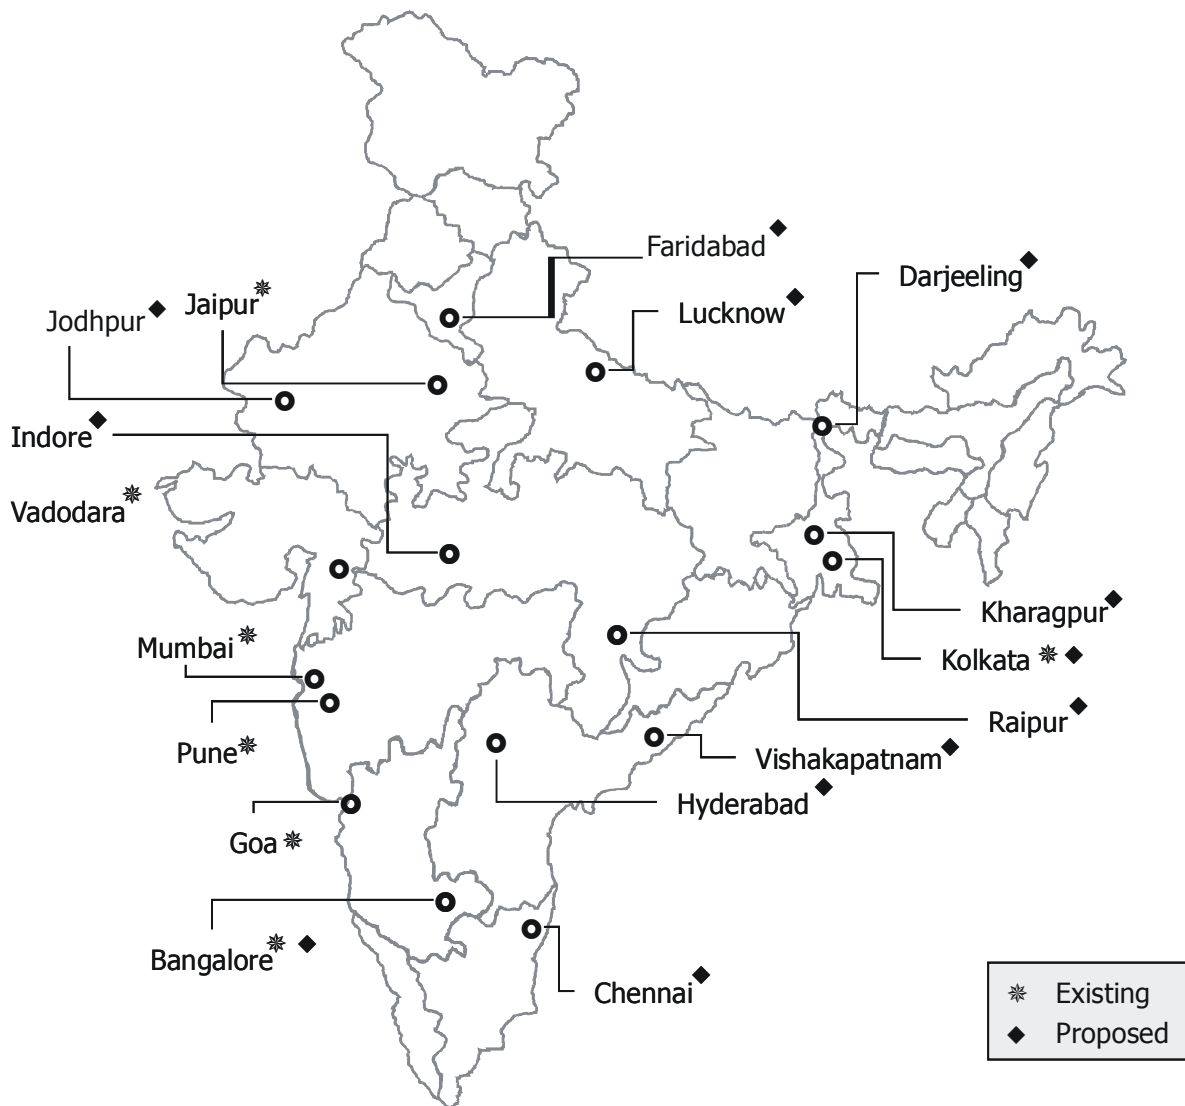 Faridabad ◆
Darjeeling ◆
Jaipur ✵
Lucknow ◆
Jodhpur ◆
Indore ◆
Vadodara ✵
Kharagpur ◆
Mumbai ✵
Kolkata ✵ ◆
Raipur ◆
Pune ✵
Vishakapatnam ◆
Hyderabad ◆
Goa ✵
Bangalore ✵ ◆
Chennai ◆
✵ Existing
◆ Proposed